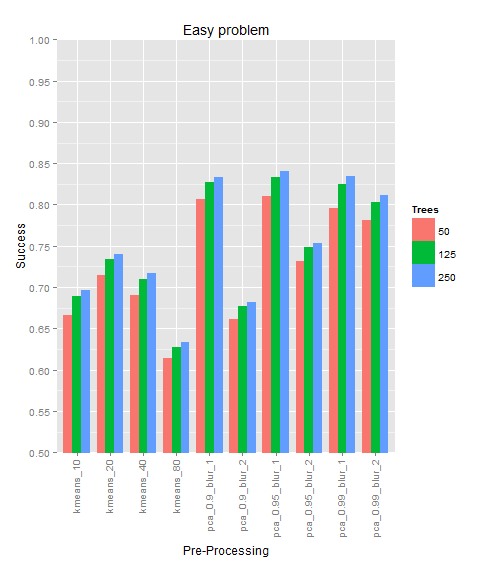 Easy problem
1.00
0.95
0.90
0.85
0.80
0.75
0.70
0.65
0.60
0.55
0.50
Success
kmeans_10
kmeans_20
kmeans_40
kmeans_80
pca_0.9_blur_1
pca_0.9_blur_2
pca_0.95_blur_1
pca_0.95_blur_2
pca_0.99_blur_1
pca_0.99_blur_2
Pre-Processing
Trees
50
125
250